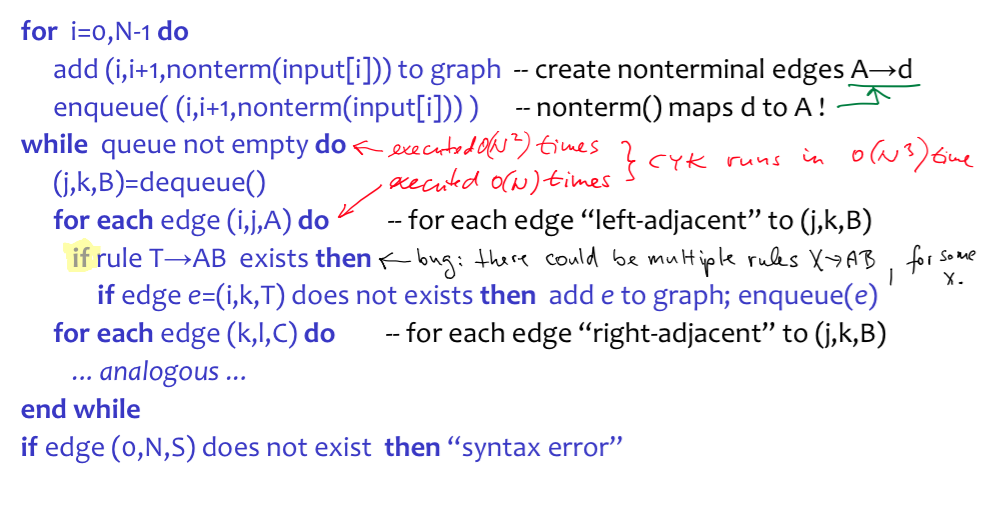 for i=0,N-1 do
add (i,i+1,nonterm(input[i])) to graph -- create nonterminal edges A→d
enqueue( (i,i+1,nonterm(input[i])) ) -- nonterm() maps d to A !
while queue not empty do ← executed O(N²) times } CYK runs in O(N³) time
(j,k,B)=dequeue() executed O(N) times
for each edge (i,j,A) do -- for each edge “left-adjacent” to (j,k,B)
if rule T→AB exists then ← bug: there could be multiple rules X→AB, for some X.
if edge e=(i,k,T) does not exists then add e to graph; enqueue(e)
for each edge (k,l,C) do -- for each edge “right-adjacent” to (j,k,B)
... analogous ...
end while
if edge (0,N,S) does not exist then “syntax error”